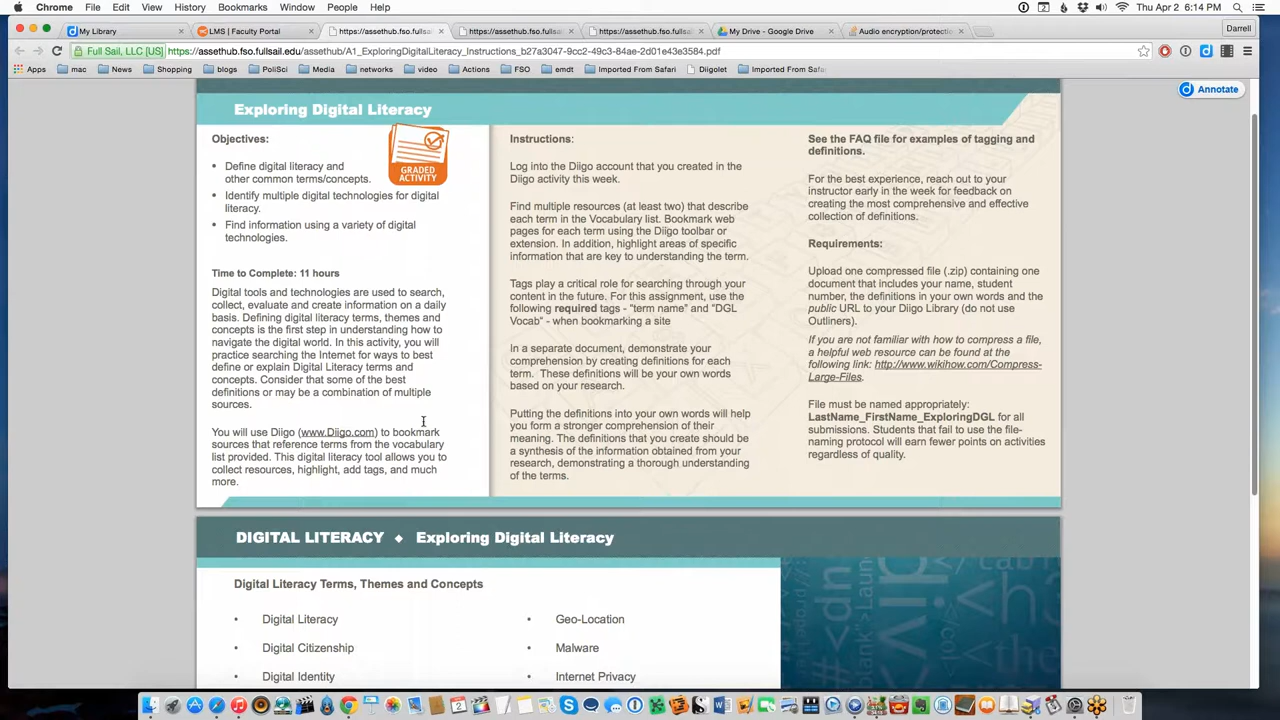 Chrome File Edit View History Bookmarks Window People Help Thu Apr 2 6:14 PM
My Library LMS | Faculty Portal https://assethub.fso.fullsai https://assethub.fso.fullsai https://assethub.fso.fullsai My Drive - Google Drive Audio encryption/protectio Darrell
Full Sail, LLC [US] https://assethub.fso.fullsail.edu/assethub/A1_ExploringDigitalLiteracy_Instructions_b27a3047-9cc2-49c3-84ae-2d01e43e3584.pdf
Apps mac News Shopping blogs PoliSci Media networks video Actions FSO emdt Imported From Safari Diigolet Imported From Safa
Annotate
Exploring Digital Literacy
Objectives:
GRADED
ACTIVITY
• Define digital literacy and
other common terms/concepts.
• Identify multiple digital technologies for digital
literacy.
• Find information using a variety of digital
technologies.
Time to Complete: 11 hours
Digital tools and technologies are used to search,
collect, evaluate and create information on a daily
basis. Defining digital literacy terms, themes and
concepts is the first step in understanding how to
navigate the digital world. In this activity, you will
practice searching the Internet for ways to best
define or explain Digital Literacy terms and
concepts. Consider that some of the best
definitions or may be a combination of multiple
sources.
You will use Diigo (www.Diigo.com) to bookmark
sources that reference terms from the vocabulary
list provided. This digital literacy tool allows you to
collect resources, highlight, add tags, and much
more.
Instructions:
Log into the Diigo account that you created in the
Diigo activity this week.
Find multiple resources (at least two) that describe
each term in the Vocabulary list. Bookmark web
pages for each term using the Diigo toolbar or
extension. In addition, highlight areas of specific
information that are key to understanding the term.
Tags play a critical role for searching through your
content in the future. For this assignment, use the
following required tags - "term name" and "DGL
Vocab" - when bookmarking a site
In a separate document, demonstrate your
comprehension by creating definitions for each
term. These definitions will be your own words
based on your research.
Putting the definitions into your own words will help
you form a stronger comprehension of their
meaning. The definitions that you create should be
a synthesis of the information obtained from your
research, demonstrating a thorough understanding
of the terms.
See the FAQ file for examples of tagging and
definitions.
For the best experience, reach out to your
instructor early in the week for feedback on
creating the most comprehensive and effective
collection of definitions.
Requirements:
Upload one compressed file (.zip) containing one
document that includes your name, student
number, the definitions in your own words and the
public URL to your Diigo Library (do not use
Outliners).
If you are not familiar with how to compress a file,
a helpful web resource can be found at the
following link: http://www.wikihow.com/Compress-
Large-Files.
File must be named appropriately:
LastName_FirstName_ExploringDGL for all
submissions. Students that fail to use the file-
naming protocol will earn fewer points on activities
regardless of quality.
DIGITAL LITERACY ◆ Exploring Digital Literacy
Digital Literacy Terms, Themes and Concepts
• Digital Literacy
• Digital Citizenship
• Digital Identity
• Geo-Location
• Malware
• Internet Privacy